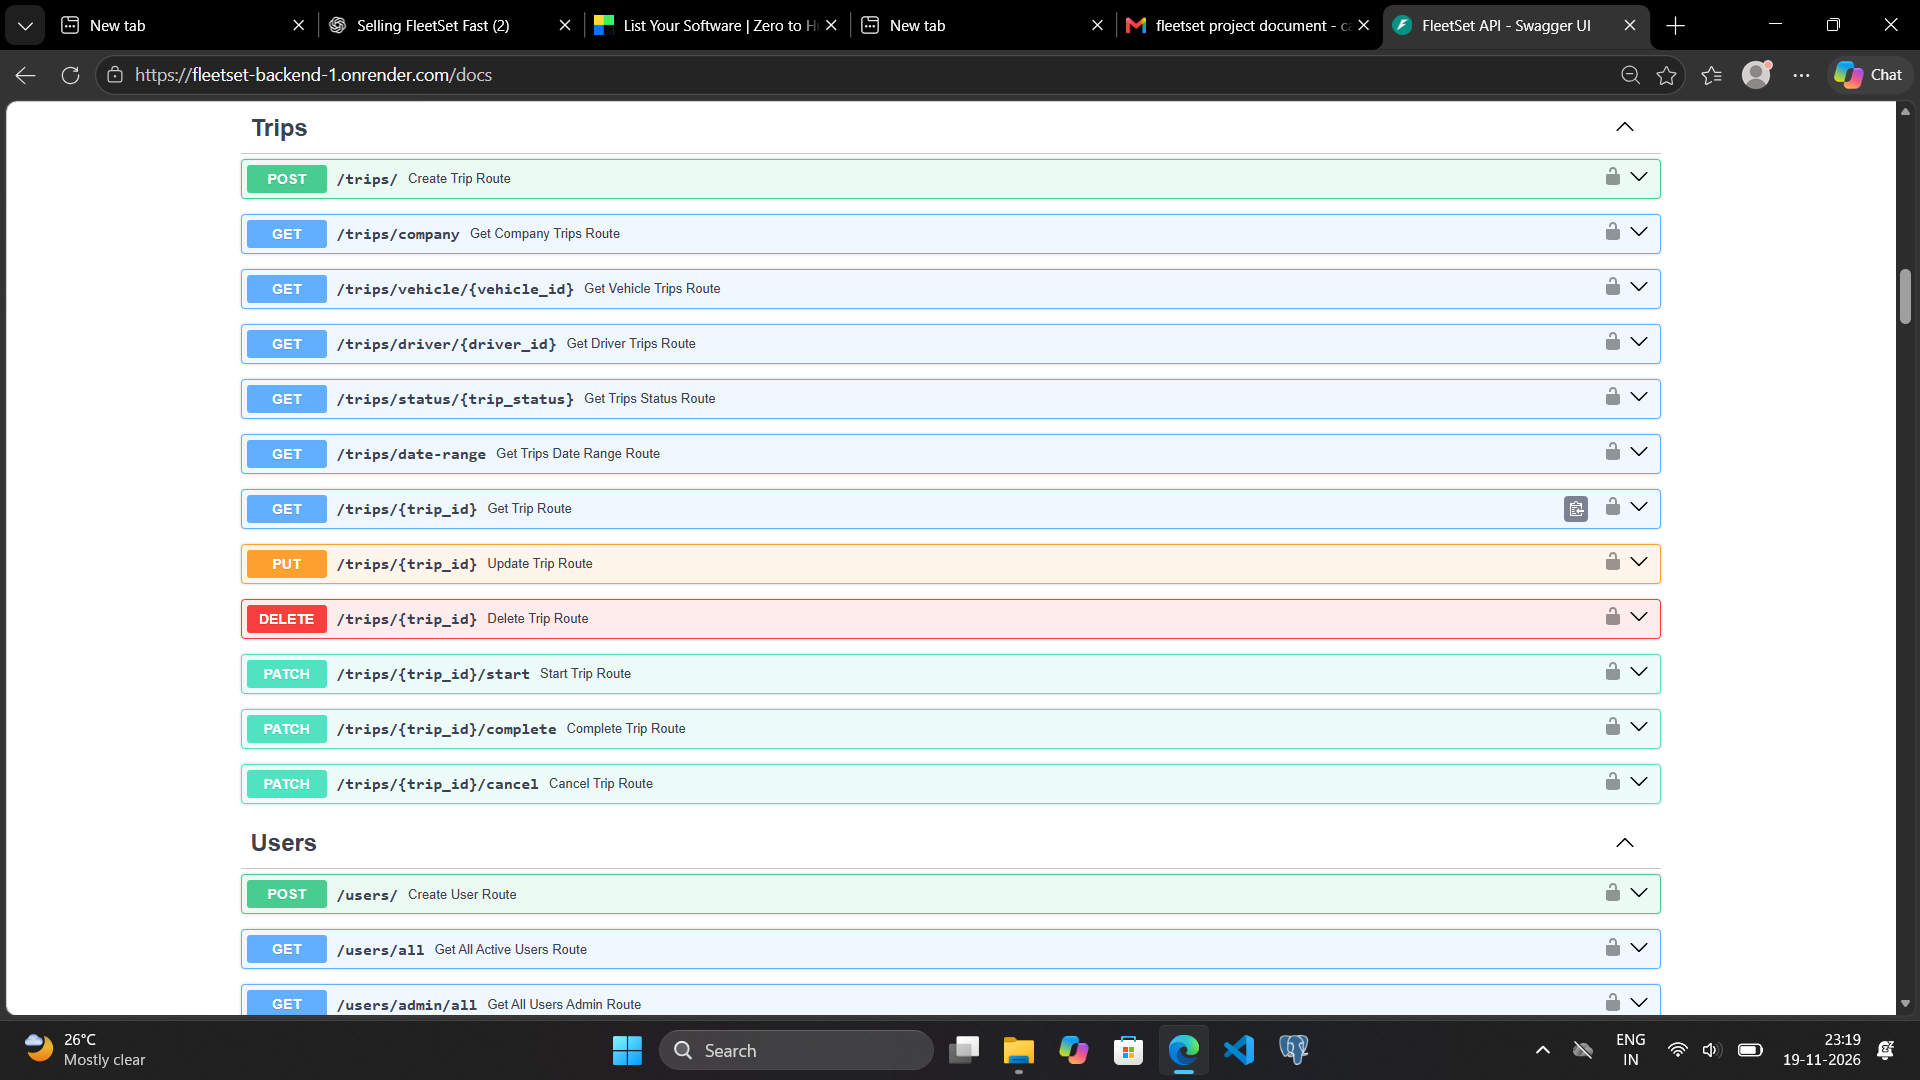 New tab
Selling FleetSet Fast (2)
List Your Software | Zero to H
New tab
fleetset project document - ca
FleetSet API - Swagger UI
https://fleetset-backend-1.onrender.com/docs
Chat
Trips
POST /trips/ Create Trip Route
GET /trips/company Get Company Trips Route
GET /trips/vehicle/{vehicle_id} Get Vehicle Trips Route
GET /trips/driver/{driver_id} Get Driver Trips Route
GET /trips/status/{trip_status} Get Trips Status Route
GET /trips/date-range Get Trips Date Range Route
GET /trips/{trip_id} Get Trip Route
PUT /trips/{trip_id} Update Trip Route
DELETE /trips/{trip_id} Delete Trip Route
PATCH /trips/{trip_id}/start Start Trip Route
PATCH /trips/{trip_id}/complete Complete Trip Route
PATCH /trips/{trip_id}/cancel Cancel Trip Route
Users
POST /users/ Create User Route
GET /users/all Get All Active Users Route
GET /users/admin/all Get All Users Admin Route
26°C
Mostly clear
Search
ENG
IN
23:19
19-11-2026